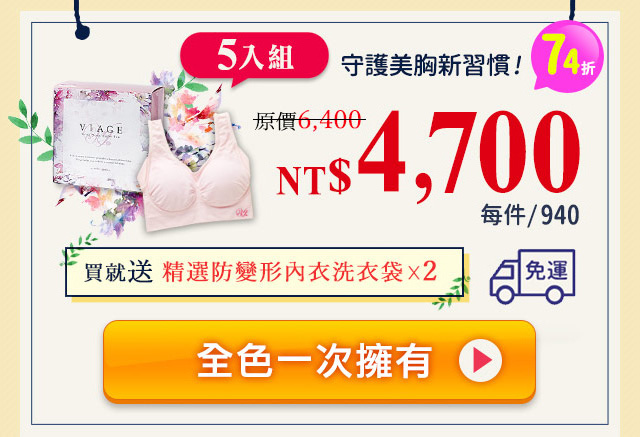 5入組
守護美胸新習慣!
74折
VIAGE
原價6,400
NT$4,700
每件/940
買就送 精選防變形內衣洗衣袋×2
免運
全色一次擁有